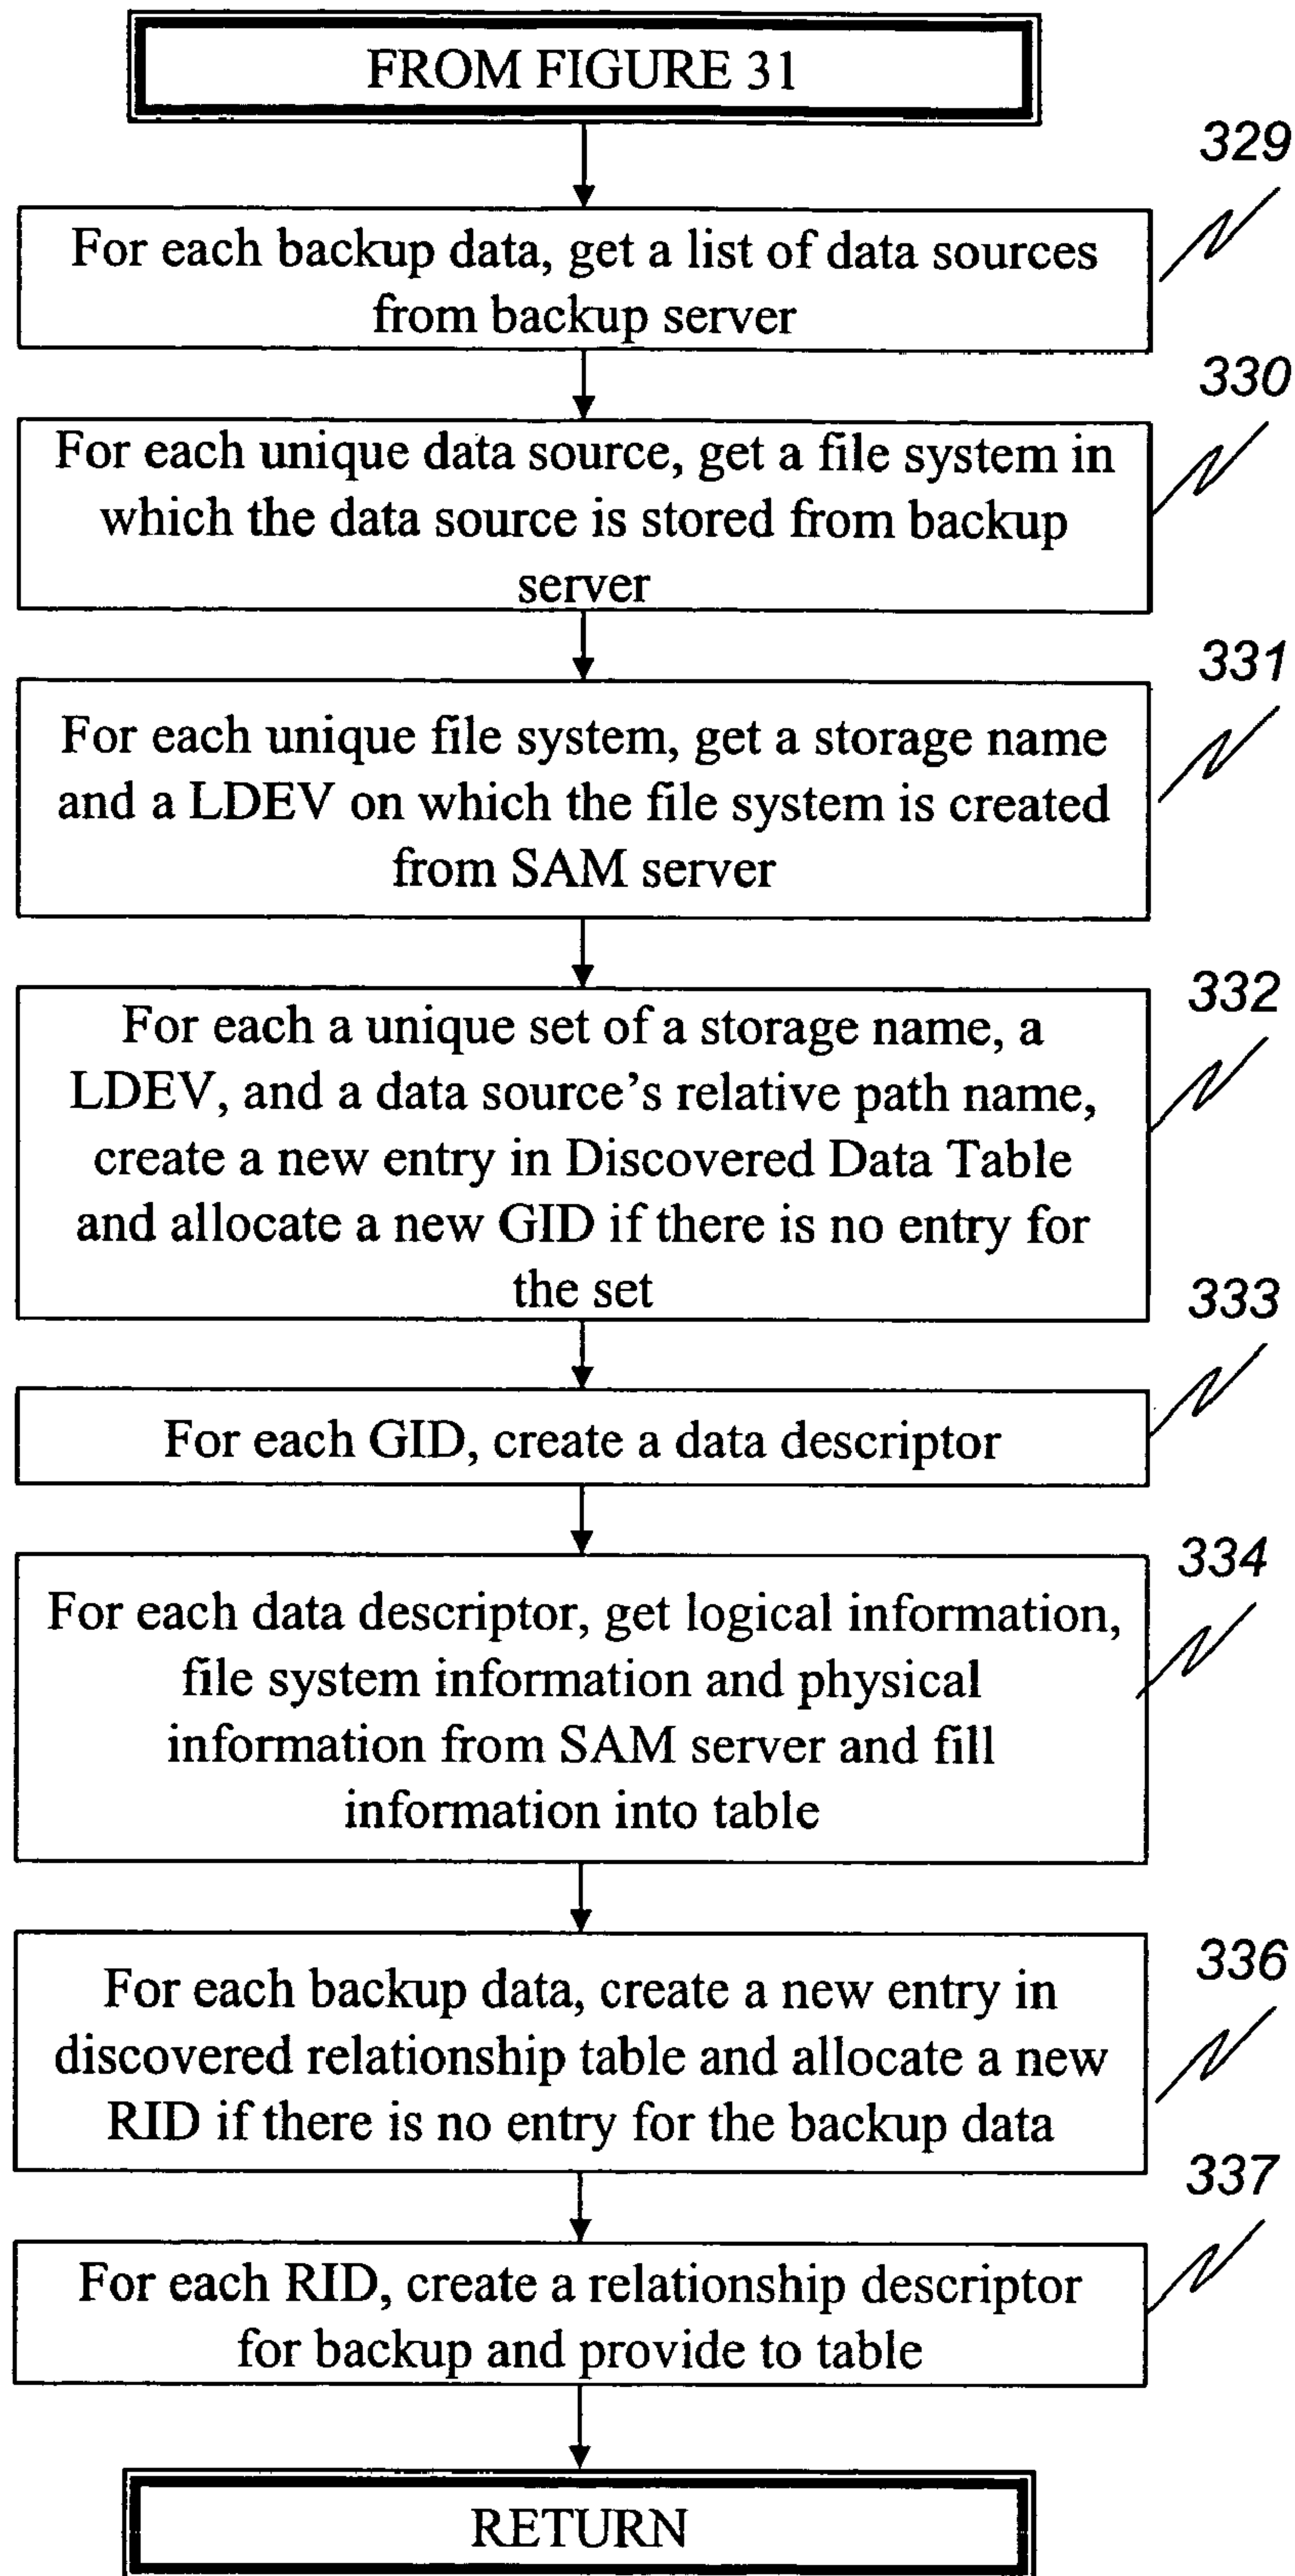 FROM FIGURE 31
329
For each backup data, get a list of data sources
from backup server
330
For each unique data source, get a file system in
which the data source is stored from backup
server
331
For each unique file system, get a storage name
and a LDEV on which the file system is created
from SAM server
332
For each a unique set of a storage name, a
LDEV, and a data source’s relative path name,
create a new entry in Discovered Data Table
and allocate a new GID if there is no entry for
the set
333
For each GID, create a data descriptor
334
For each data descriptor, get logical information,
file system information and physical
information from SAM server and fill
information into table
336
For each backup data, create a new entry in
discovered relationship table and allocate a new
RID if there is no entry for the backup data
337
For each RID, create a relationship descriptor
for backup and provide to table
RETURN